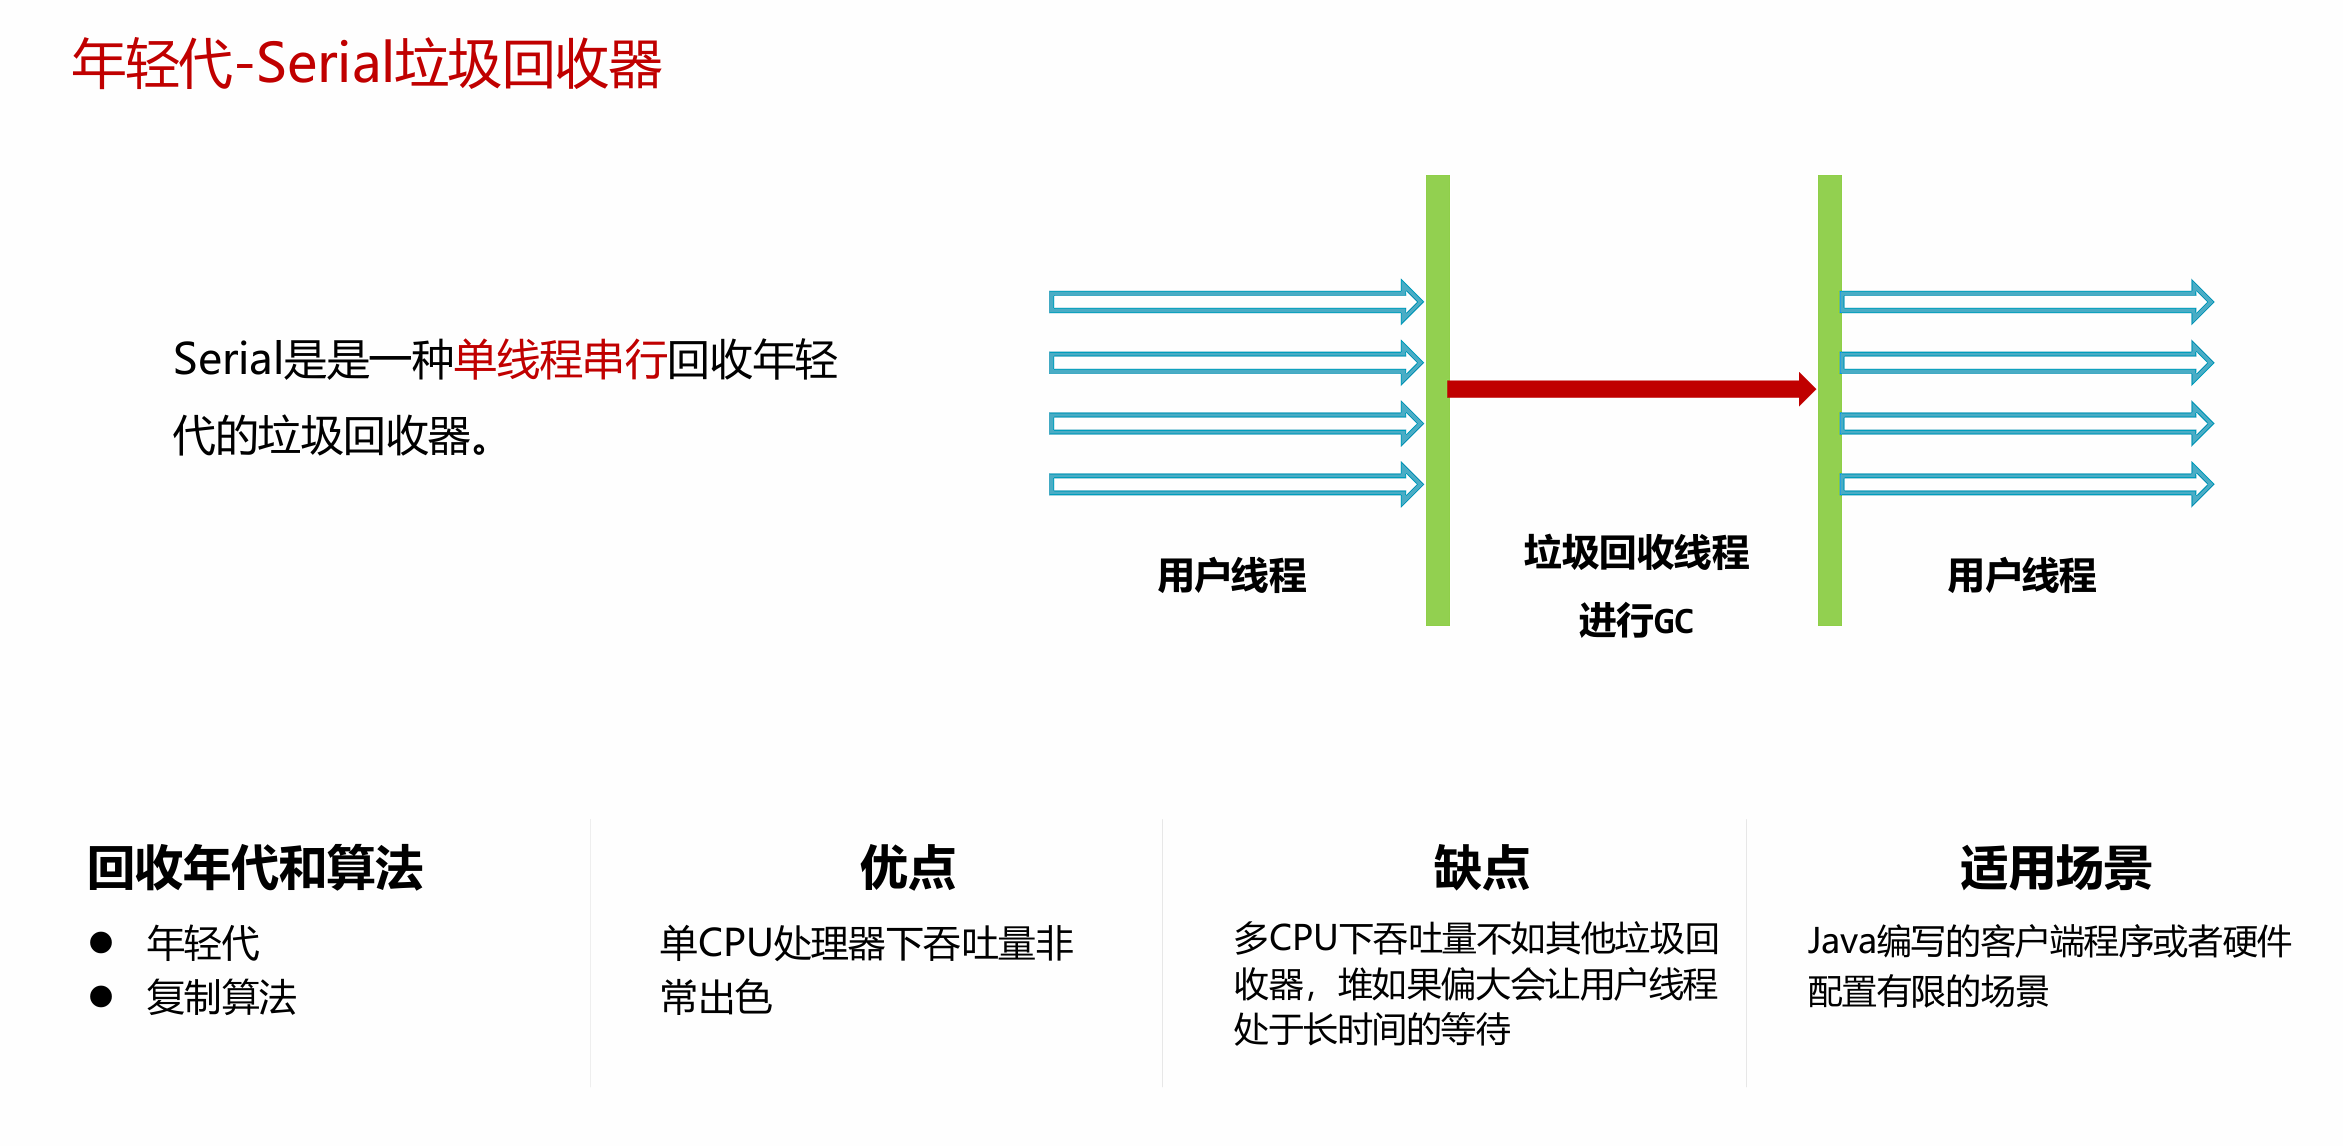 年轻代-Serial垃圾回收器
Serial是是一种单线程串行回收年轻
代的垃圾回收器。
用户线程
垃圾回收线程
进行GC
用户线程
回收年代和算法
● 年轻代
● 复制算法
优点
单CPU处理器下吞吐量非
常出色
缺点
多CPU下吞吐量不如其他垃圾回
收器，堆如果偏大会让用户线程
处于长时间的等待
适用场景
Java编写的客户端程序或者硬件
配置有限的场景